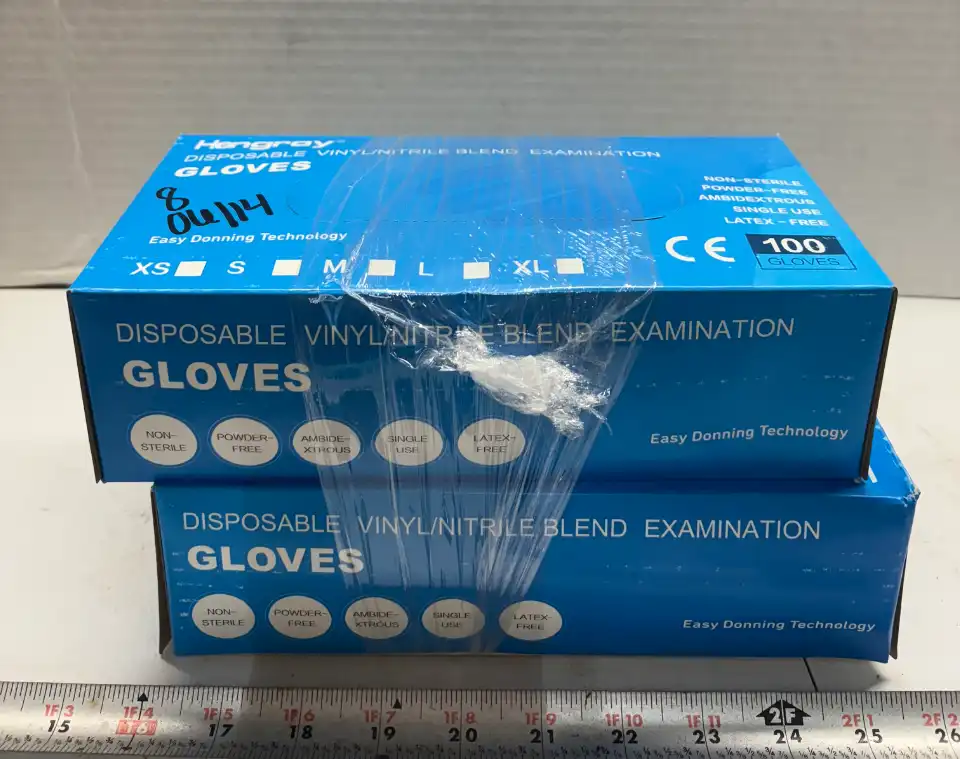 Hengray
DISPOSABLE VINYL/NITRILE BLEND EXAMINATION
GLOVES
8
06/14
Easy Donning Technology
XS S M L XL
NON-STERILE
POWDER-FREE
AMBIDEXTROUS
SINGLE USE
LATEX - FREE
CE
100
GLOVES
DISPOSABLE VINYL/NITRILE BLEND EXAMINATION
GLOVES
NON-
STERILE
POWDER-
FREE
AMBIDE-
XTROUS
SINGLE
USE
LATEX-
FREE
Easy Donning Technology
DISPOSABLE VINYL/NITRILE BLEND EXAMINATION
GLOVES
NON-
STERILE
POWDER-
FREE
AMBIDE-
XTROUS
SINGLE
USE
LATEX-
FREE
Easy Donning Technology
1F3 1F4 1F5 1F6 1F7 1F8 1F9 1F10 1F11 2F 2F1 2F2
15 16 17 18 19 20 21 22 23 24 25 26